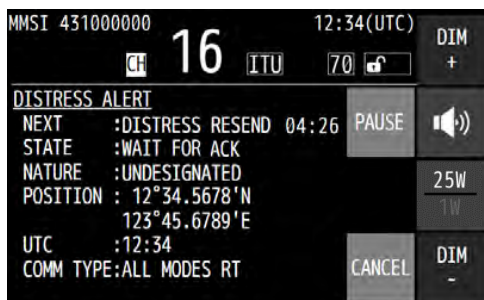 MMSI 431000000
12:34(UTC)
CH 16 ITU 70
DIM
+
DISTRESS ALERT
NEXT :DISTRESS RESEND 04:26
PAUSE
STATE :WAIT FOR ACK
NATURE :UNDESIGNATED
POSITION : 12°34.5678'N
123°45.6789'E
25W
1W
UTC :12:34
COMM TYPE:ALL MODES RT
CANCEL
DIM
-